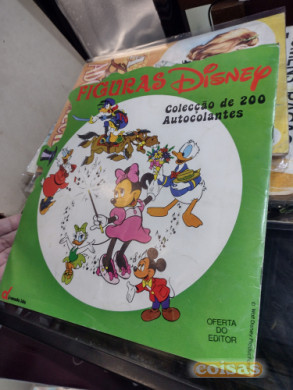 FIGURAS DISNEY
Colecção de 200
Autocolantes
OFERTA
DO
EDITOR
coisas